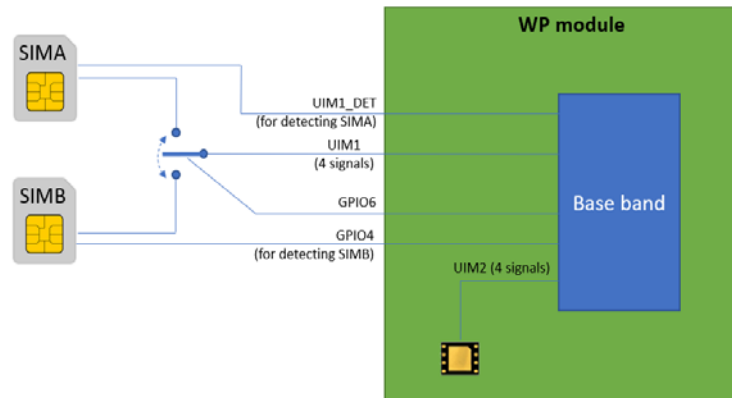 WP module
SIMA
UIM1_DET
(for detecting SIMA)
UIM1
(4 signals)
SIMB
GPIO6
Base band
GPIO4
(for detecting SIMB)
UIM2 (4 signals)